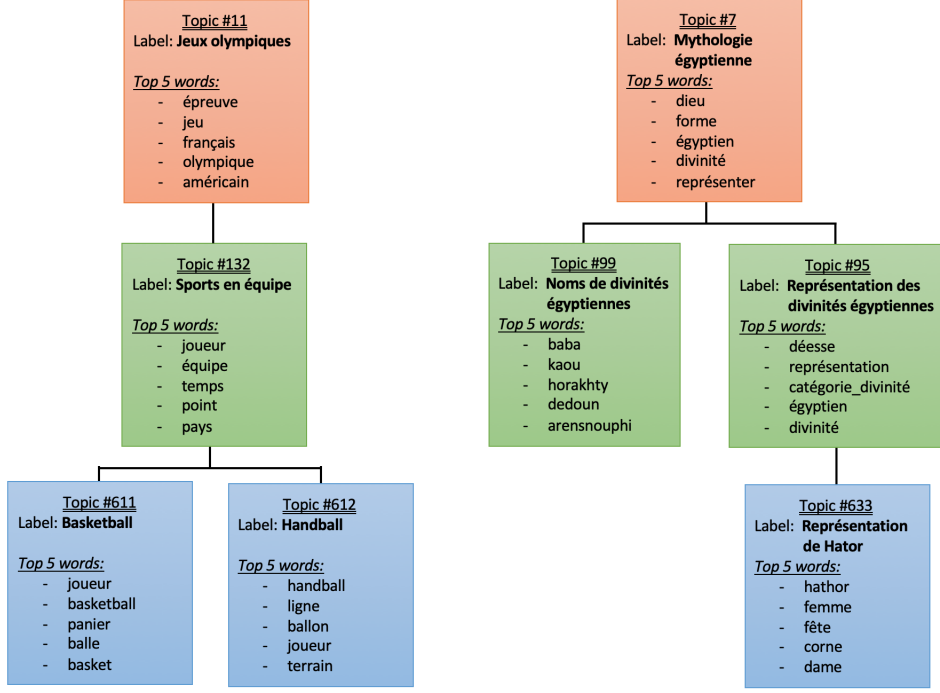 Topic #11
Label: Jeux olympiques
Top 5 words:
- épreuve
- jeu
- français
- olympique
- américain
Topic #132
Label: Sports en équipe
Top 5 words:
- joueur
- équipe
- temps
- point
- pays
Topic #611
Label: Basketball
Top 5 words:
- joueur
- basketball
- panier
- balle
- basket
Topic #612
Label: Handball
Top 5 words:
- handball
- ligne
- ballon
- joueur
- terrain
Topic #7
Label: Mythologie
égyptienne
Top 5 words:
- dieu
- forme
- égyptien
- divinité
- représenter
Topic #99
Label: Noms de divinités
égyptiennes
Top 5 words:
- baba
- kaou
- horakhty
- dedoun
- arensnouphi
Topic #95
Label: Représentation des
divinités égyptiennes
Top 5 words:
- déesse
- représentation
- catégorie_divinité
- égyptien
- divinité
Topic #633
Label: Représentation
de Hator
Top 5 words:
- hathor
- femme
- fête
- corne
- dame